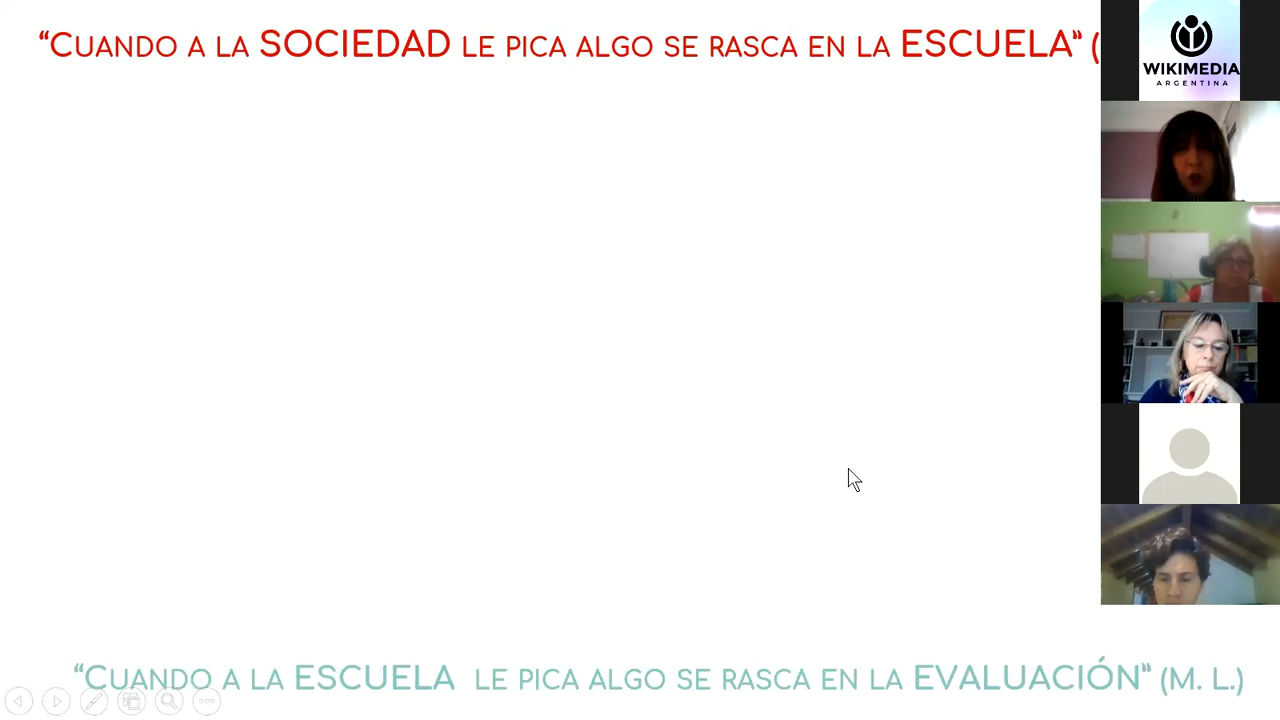 “CUANDO A LA SOCIEDAD LE PICA ALGO SE RASCA EN LA ESCUELA” (
WIKIMEDIA
ARGENTINA
“CUANDO A LA ESCUELA LE PICA ALGO SE RASCA EN LA EVALUACIÓN” (M. L.)